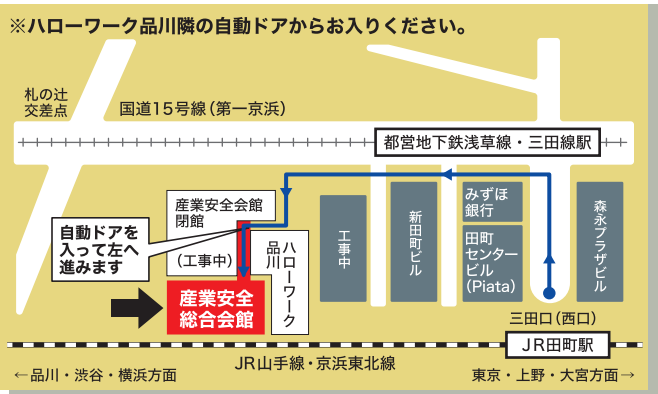 ※ハローワーク品川隣の自動ドアからお入りください。
札の辻
交差点
国道15号線(第一京浜)
都営地下鉄浅草線・三田線駅
産業安全会館
閉館
(工事中)
自動ドアを
入って左へ
進みます
ハローワーク
品川
産業安全
総合会館
工事中
新田町ビル
みずほ
銀行
田町
センター
ビル
(Piata)
森永プラザビル
三田口(西口)
JR田町駅
JR山手線・京浜東北線
←品川・渋谷・横浜方面
東京・上野・大宮方面→